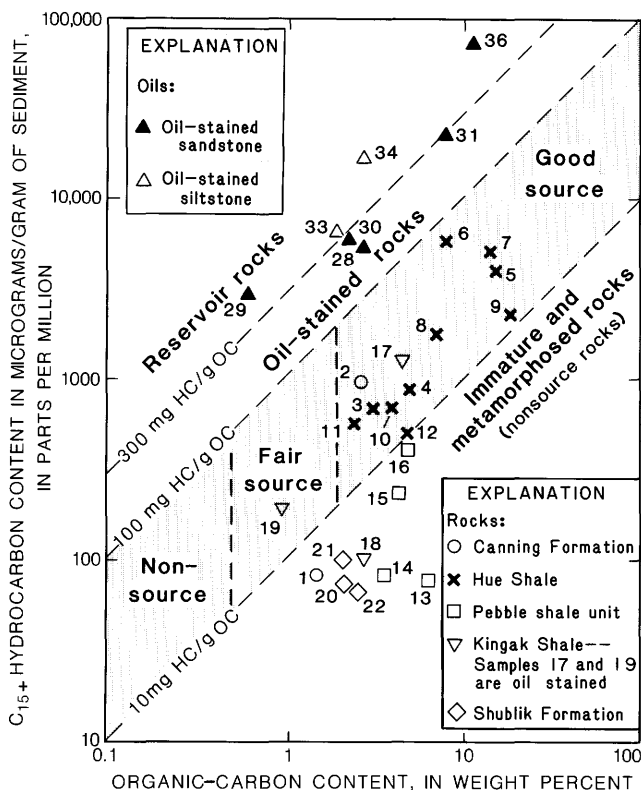 100,000
10,000
1000
100
10
0.1
1
10
100
C15+ HYDROCARBON CONTENT IN MICROGRAMS/GRAM OF SEDIMENT,
IN PARTS PER MILLION
ORGANIC-CARBON CONTENT, IN WEIGHT PERCENT
EXPLANATION
Oils:
Oil-stained
sandstone
Oil-stained
siltstone
36
31
34
33
30
28
29
Reservoir rocks
Oil-stained rocks
Good
source
6
7
5
9
8
17
2
4
3
11
10
12
16
15
Immature and
metamorphosed rocks
(nonsource rocks)
300 mg HC/g OC
100 mg HC/g OC
10mg HC/g OC
Fair
source
19
Non-
source
21
18
1
14
20
22
13
EXPLANATION
Rocks:
Canning Formation
Hue Shale
Pebble shale unit
Kingak Shale--
Samples 17 and 19
are oil stained
Shublik Formation